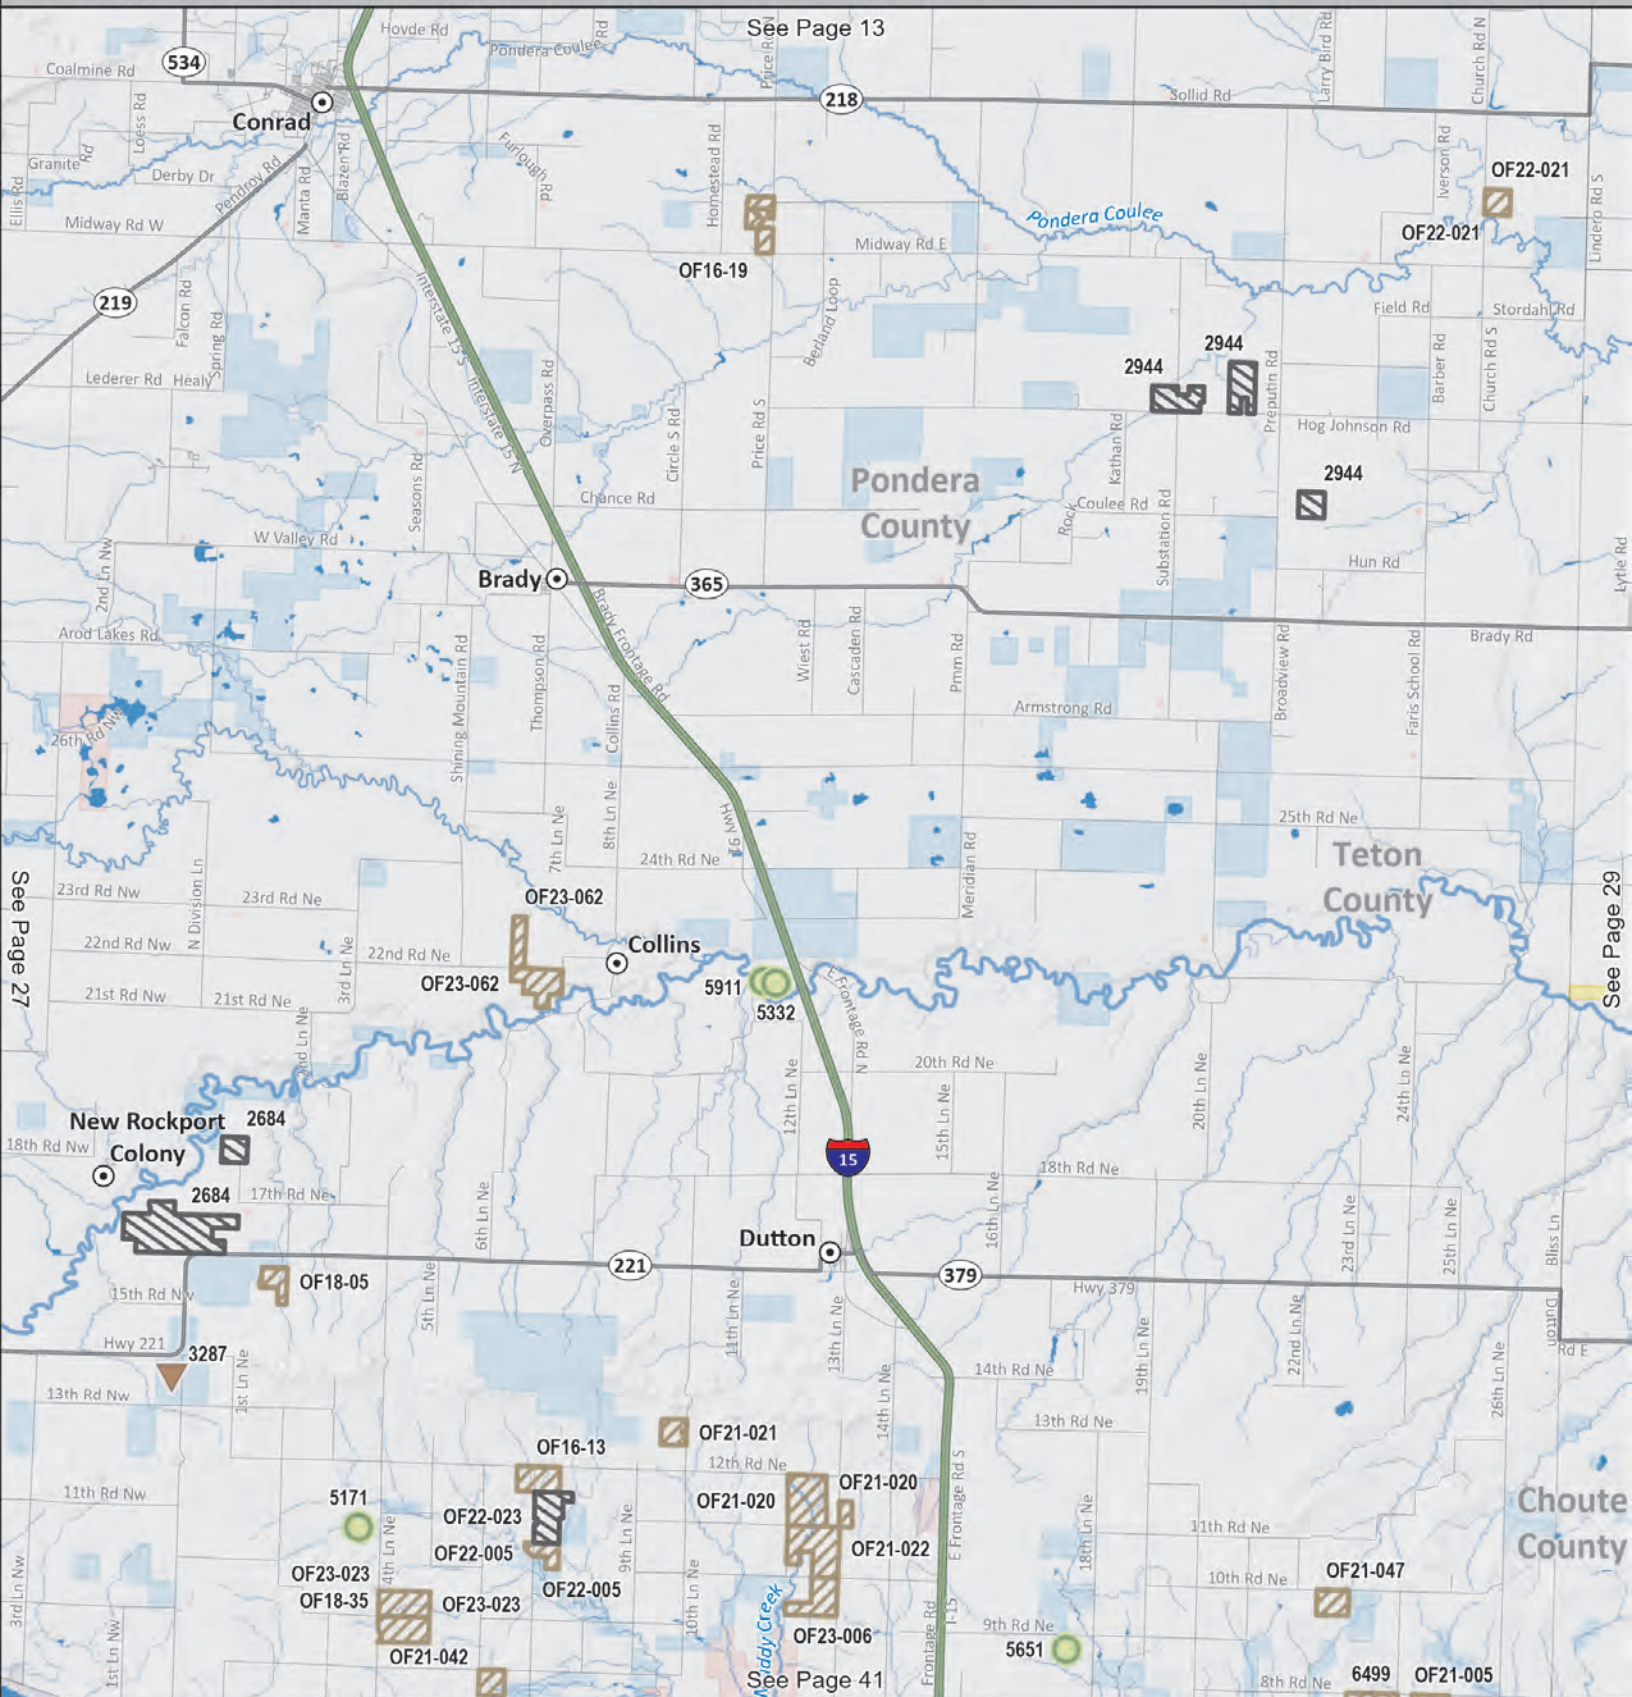 See Page 13
Hovde Rd
Pondera Coulee Rd
Price Rd N
Larry Bird Rd
Church Rd N
534
Coalmine Rd
218
Sollid Rd
Conrad
Loess Rd
Granite Rd
Derby Dr
Pendroy Rd
Manta Rd
Blazen Rd
Furlough Rd
Homestead Rd
Iverson Rd
OF22-021
Ellis Rd
Midway Rd W
Pondera Coulee
OF22-021
Lindero Rd S
Midway Rd E
OF16-19
219
Falcon Rd
Spring Rd
Interstate 15 S
Interstate 15 N
Berland Loop
Field Rd
Stordahl Rd
2944
2944
Lederer Rd
Healy
Overpass Rd
Preputin Rd
Barber Rd
Church Rd S
Circle S Rd
Price Rd S
Kathan Rd
Hog Johnson Rd
Seasons Rd
Pondera
County
2944
Chance Rd
Rock
Coulee Rd
Substation Rd
W Valley Rd
2nd Ln Nw
Hun Rd
Lytle Rd
Brady
365
Brady Frontage Rd
Arod Lakes Rd
Shining Mountain Rd
Thompson Rd
Collins Rd
Wiest Rd
Cascaden Rd
Pmm Rd
Broadview Rd
Faris School Rd
Brady Rd
26th Rd Nw
Armstrong Rd
Hwy 91
7th Ln Ne
8th Ln Ne
24th Rd Ne
Meridian Rd
25th Rd Ne
Teton
County
See Page 27
See Page 29
23rd Rd Nw
N Division Ln
23rd Rd Ne
OF23-062
22nd Rd Nw
3rd Ln Ne
22nd Rd Ne
Collins
OF23-062
5911
5332
E Frontage Rd N
21st Rd Nw
21st Rd Ne
2nd Ln Ne
12th Ln Ne
20th Rd Ne
15th Ln Ne
20th Ln Ne
24th Ln Ne
New Rockport
Colony
2684
18th Rd Nw
15
18th Rd Ne
2684
17th Rd Ne
6th Ln Ne
16th Ln Ne
23rd Ln Ne
25th Ln Ne
Bliss Ln
Dutton
221
379
Hwy 379
OF18-05
15th Rd Nw
5th Ln Ne
11th Ln Ne
13th Ln Ne
19th Ln Ne
22nd Ln Ne
Dutton
Rd E
Hwy 221
3287
1st Ln Ne
14th Ln Ne
14th Rd Ne
26th Ln Ne
13th Rd Nw
13th Rd Ne
OF21-021
OF16-13
12th Rd Ne
OF21-020
OF21-020
11th Rd Nw
5171
4th Ln Ne
OF22-023
OF22-005
9th Ln Ne
OF21-022
E Frontage Rd S
18th Ln Ne
11th Rd Ne
Choute
County
3rd Ln Nw
OF23-023
OF18-35
OF22-005
OF23-023
10th Ln Ne
OF23-006
10th Rd Ne
OF21-047
1st Ln Nw
OF21-042
Muddy Creek
Frontage Rd
I-15
9th Rd Ne
5651
See Page 41
8th Rd Ne
6499
OF21-005